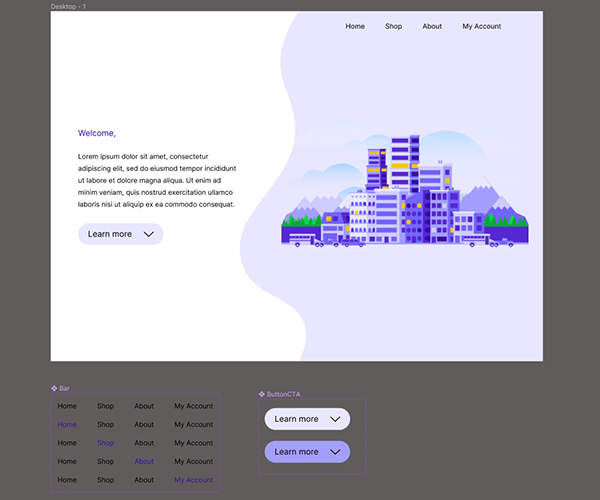 Desktop - 1
Home Shop About My Account
Welcome,
Lorem ipsum dolor sit amet, consectetur
adipiscing elit, sed do eiusmod tempor incididunt
ut labore et dolore magna aliqua. Ut enim ad
minim veniam, quis nostrud exercitation ullamco
laboris nisi ut aliquip ex ea commodo consequat.
Learn more
Bar
Home Shop About My Account
Home Shop About My Account
Home Shop About My Account
Home Shop About My Account
Home Shop About My Account
ButtonCTA
Learn more
Learn more